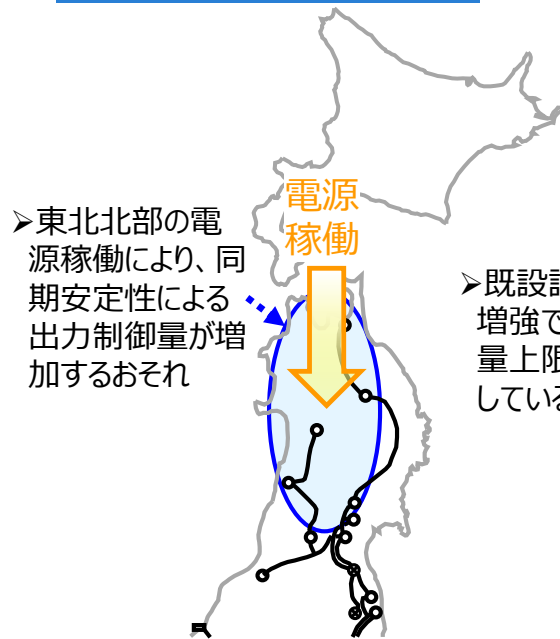 電源
稼働
➢東北北部の電
源稼働により、同
期安定性による
出力制御量が増
加するおそれ
➢既設
増強で
量上限
している